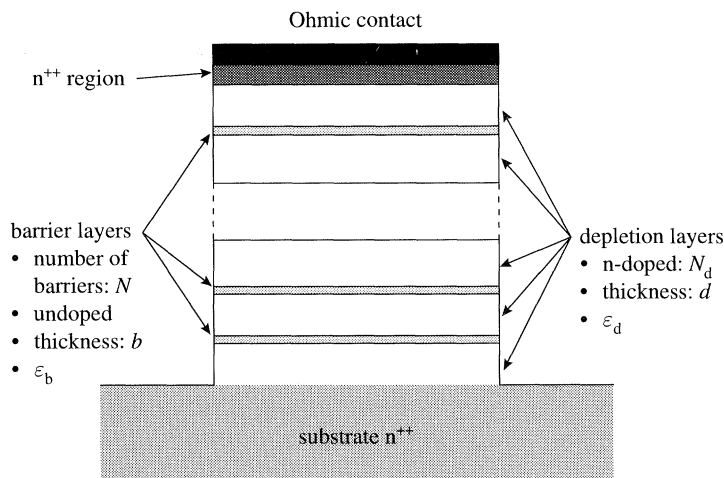 Ohmic contact
n++ region
barrier layers
• number of
barriers: N
• undoped
• thickness: b
• εb
depletion layers
• n-doped: Nd
• thickness: d
• εd
substrate n++